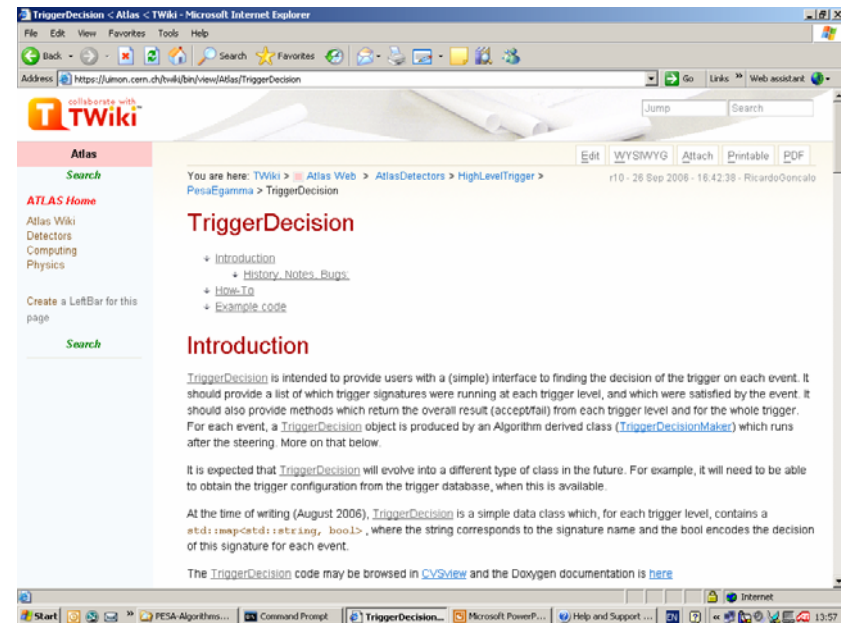 TriggerDecision < Atlas < TWiki - Microsoft Internet Explorer
File Edit View Favorites Tools Help
Back Search Favorites
Address https://uimon.cern.ch/twiki/bin/view/Atlas/TriggerDecision Go Links » Web assistant
collaborate with
TWiki
Jump Search
Atlas
Edit WYSIWYG Attach Printable PDF
Search
You are here: TWiki > Atlas Web > AtlasDetectors > HighLevelTrigger >
PesaEgamma > TriggerDecision
r10 - 26 Sep 2006 - 16:42:38 - RicardoGoncalo
ATLAS Home
Atlas Wiki
Detectors
Computing
Physics
Create a LeftBar for this
page
Search
TriggerDecision
Introduction
History, Notes, Bugs:
How-To
Example code
Introduction
TriggerDecision is intended to provide users with a (simple) interface to finding the decision of the trigger on each event. It
should provide a list of which trigger signatures were running at each trigger level, and which were satisfied by the event. It
should also provide methods which return the overall result (accept/fail) from each trigger level and for the whole trigger.
For each event, a TriggerDecision object is produced by an Algorithm derived class (TriggerDecisionMaker) which runs
after the steering. More on that below.
It is expected that TriggerDecision will evolve into a different type of class in the future. For example, it will need to be able
to obtain the trigger configuration from the trigger database, when this is available.
At the time of writing (August 2006), TriggerDecision is a simple data class which, for each trigger level, contains a
std::map<std::string, bool>, where the string corresponds to the signature name and the bool encodes the decision
of this signature for each event.
The TriggerDecision code may be browsed in CVSview and the Doxygen documentation is here
Internet
Start » PESA-Algorithms... Command Prompt TriggerDecision... Microsoft PowerP... Help and Support ... EN « 13:57